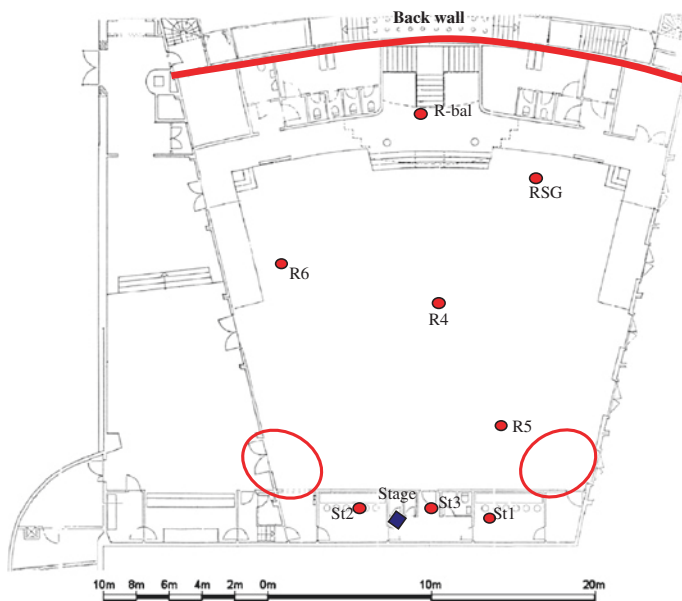 Back wall
R-bal
RSG
R6
R4
R5
Stage
St2
St3
St1
10m 8m 6m 4m 2m 0m 10m 20m